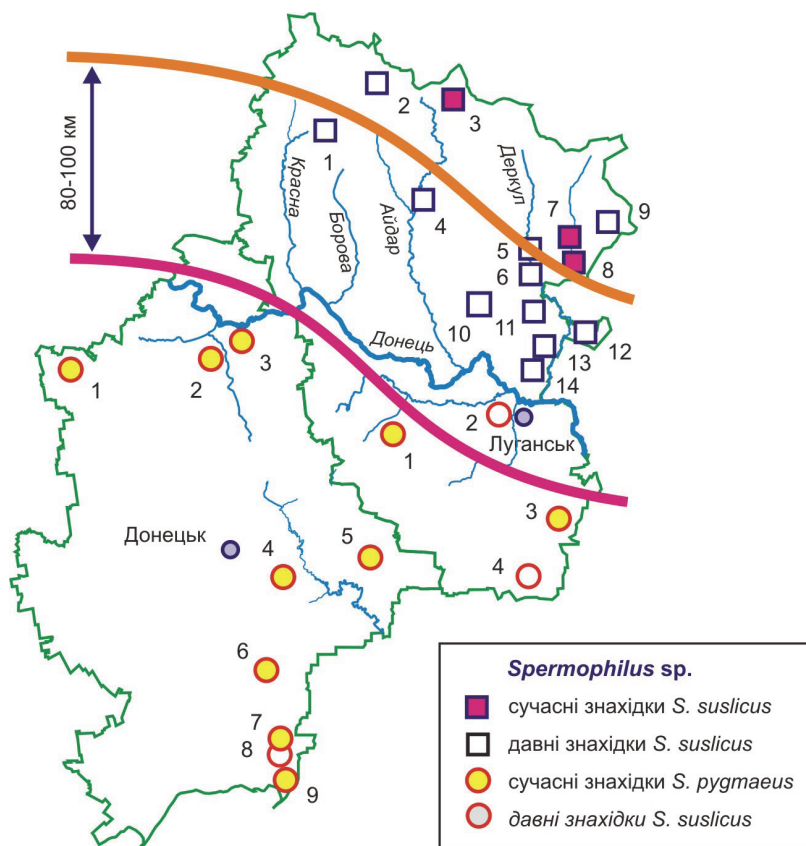 80-100 км
1
2
3
4
5
6
7
8
9
10
11
12
13
14
Красна
Борова
Айдар
Деркул
Донець
1
2
3
1
2
Луганськ
3
4
Донецьк
4
5
6
7
8
9
Spermophilus sp.
сучасні знахідки S. suslicus
давні знахідки S. suslicus
сучасні знахідки S. pygmaeus
давні знахідки S. suslicus